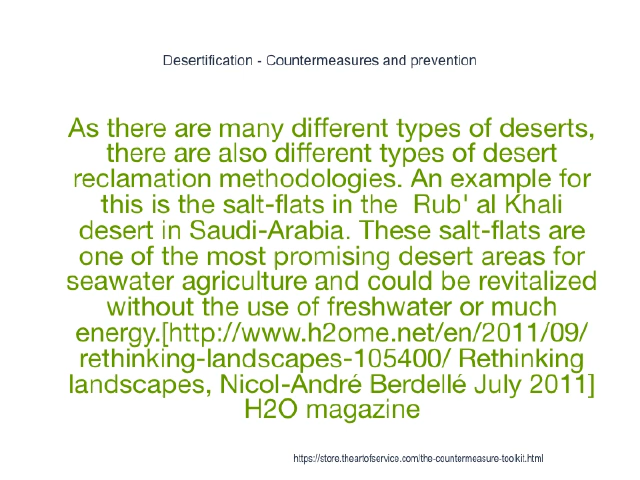 Desertification - Countermeasures and prevention
As there are many different types of deserts,
there are also different types of desert
reclamation methodologies. An example for
this is the salt-flats in the  Rub' al Khali
desert in Saudi-Arabia. These salt-flats are
one of the most promising desert areas for
seawater agriculture and could be revitalized
without the use of freshwater or much
energy.[http://www.h2ome.net/en/2011/09/
rethinking-landscapes-105400/ Rethinking
landscapes, Nicol-André Berdellé July 2011]
H2O magazine
https://store.theartofservice.com/the-countermeasure-toolkit.html